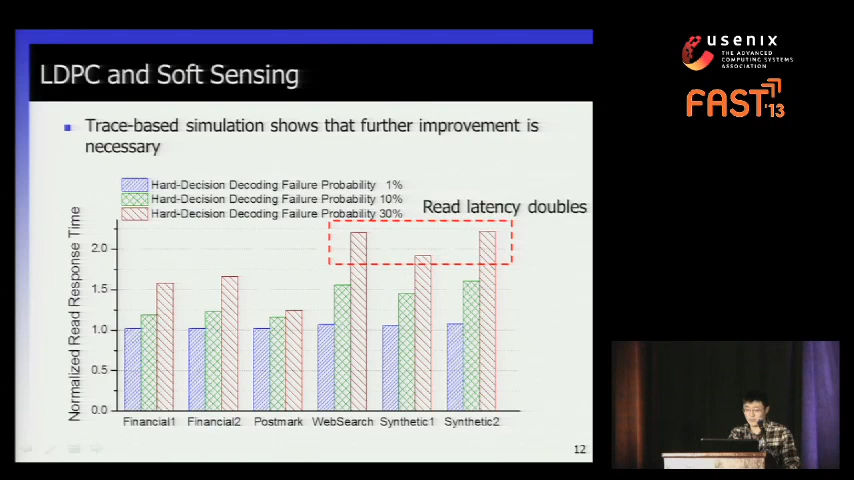 LDPC and Soft Sensing
Trace-based simulation shows that further improvement is
necessary
Hard-Decision Decoding Failure Probability 1%
Hard-Decision Decoding Failure Probability 10%
Hard-Decision Decoding Failure Probability 30%
Read latency doubles
Normalized Read Response Time
2.0
1.5
1.0
0.5
0.0
Financial1 Financial2 Postmark WebSearch Synthetic1 Synthetic2
12
usenix
THE ADVANCED
COMPUTING SYSTEMS
ASSOCIATION
FAST '13